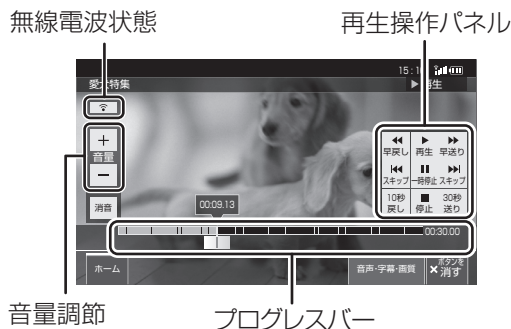 無線電波状態
再生操作パネル
愛犬特集
再生
+
音量
−
早戻し 再生 早送り
スキップ 一時停止 スキップ
10秒 30秒
戻し 停止 送り
消音
00:09.13
00:30.00
ホーム
音声・字幕・画質
ボタンを
×消す
音量調節
プログレスバー